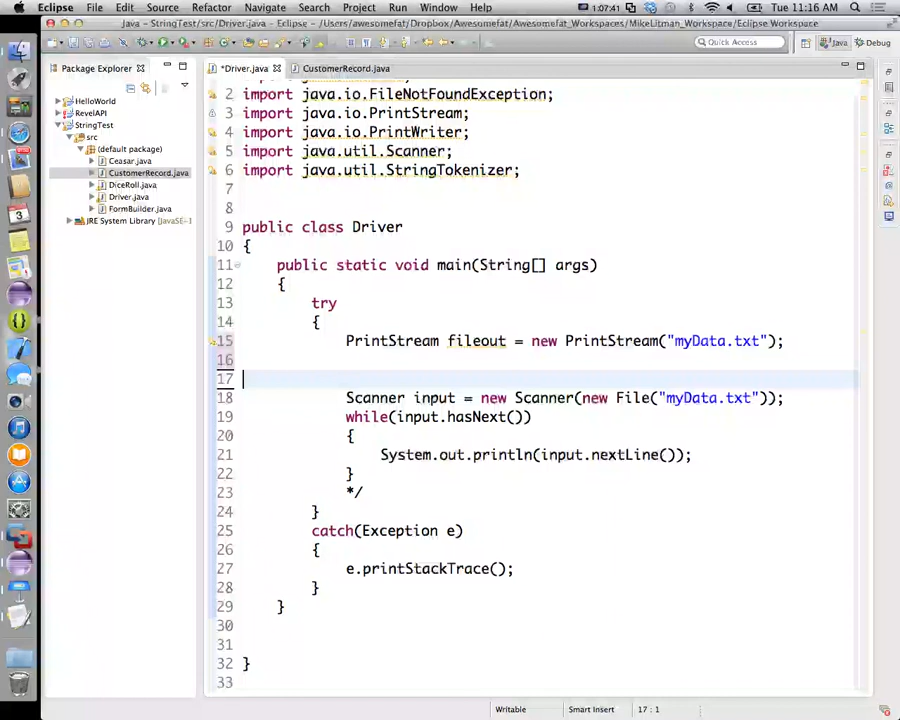 Eclipse File Edit Source Refactor Navigate Search Project Run Window Help 1:07:41 Tue 11:16 AM
Java – StringTest/src/Driver.java – Eclipse – /Users/awesomefat/Dropbox/Awesomefat_Workspaces/MikeLitman_Workspace/Eclipse Workspace
Quick Access Java Debug
Package Explorer
*Driver.java CustomerRecord.java
HelloWorld
RevelAPI
StringTest
src
(default package)
Ceasar.java
CustomerRecord.java
DiceRoll.java
Driver.java
FormBuilder.java
JRE System Library [JavaSE-1
2 import java.io.FileNotFoundException;
3 import java.io.PrintStream;
4 import java.io.PrintWriter;
5 import java.util.Scanner;
6 import java.util.StringTokenizer;
7
8
9 public class Driver
10 {
11 public static void main(String[] args)
12 {
13 try
14 {
15 PrintStream fileout = new PrintStream("myData.txt");
16
17
18 Scanner input = new Scanner(new File("myData.txt"));
19 while(input.hasNext())
20 {
21 System.out.println(input.nextLine());
22 }
23 */
24 }
25 catch(Exception e)
26 {
27 e.printStackTrace();
28 }
29 }
30
31
32 }
33
Writable Smart Insert 17 : 1